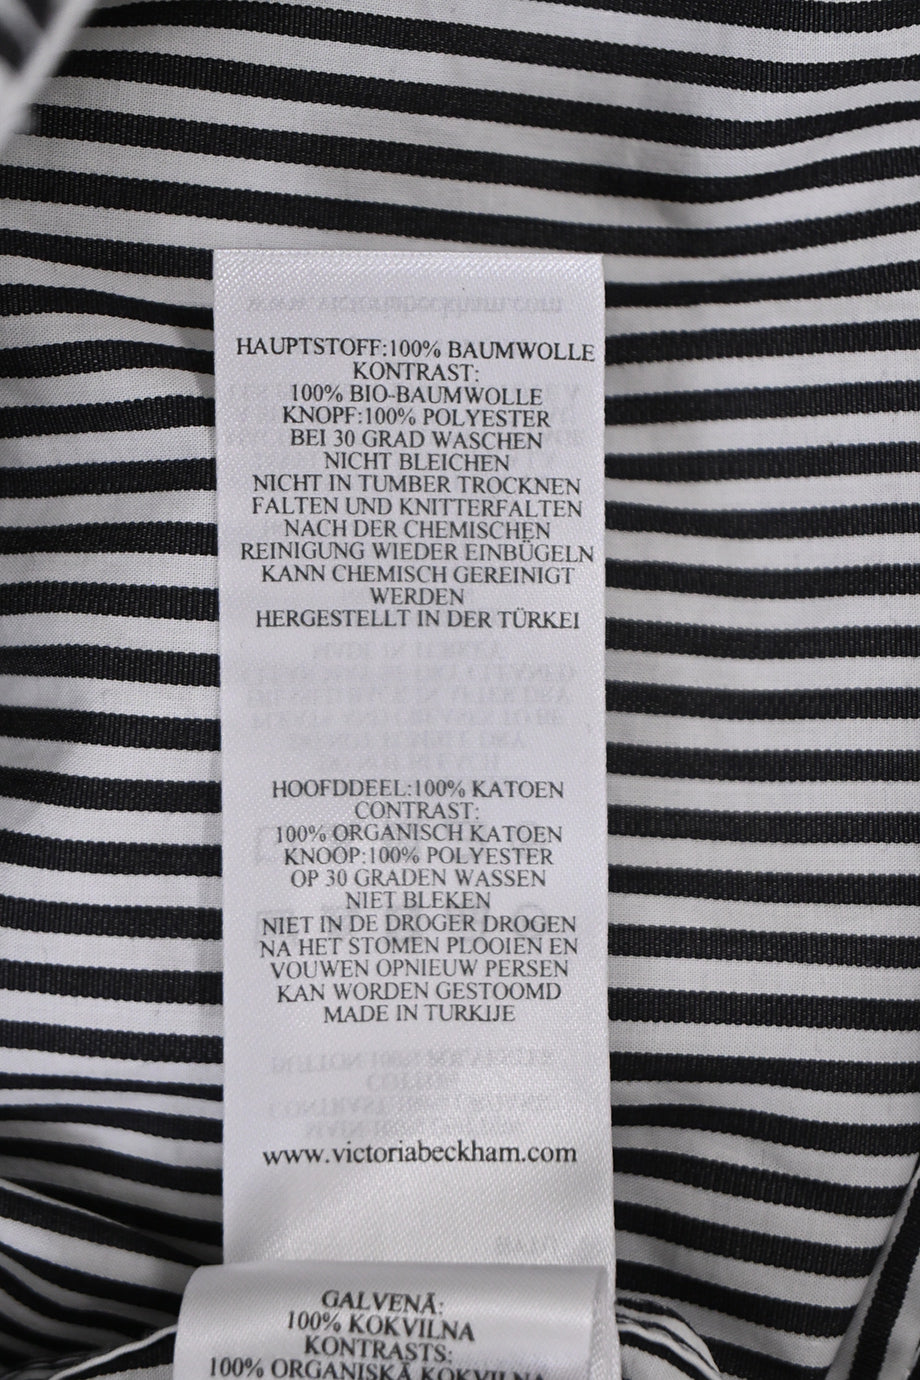 HAUPTSTOFF:100% BAUMWOLLE
KONTRAST:
100% BIO-BAUMWOLLE
KNOPF:100% POLYESTER
BEI 30 GRAD WASCHEN
NICHT BLEICHEN
NICHT IN TUMBER TROCKNEN
FALTEN UND KNITTERFALTEN
NACH DER CHEMISCHEN
REINIGUNG WIEDER EINBÜGELN
KANN CHEMISCH GEREINIGT
WERDEN
HERGESTELLT IN DER TÜRKEI
HOOFDDEEL:100% KATOEN
CONTRAST:
100% ORGANISCH KATOEN
KNOOP:100% POLYESTER
OP 30 GRADEN WASSEN
NIET BLEKEN
NIET IN DE DROGER DROGEN
NA HET STOMEN PLOOIEN EN
VOUWEN OPNIEUW PERSEN
KAN WORDEN GESTOOMD
MADE IN TURKIJE
www.victoriabeckham.com
GALVENĀ:
100% KOKVILNA
KONTRASTS:
100% ORGANISKĀ KOKVILNA